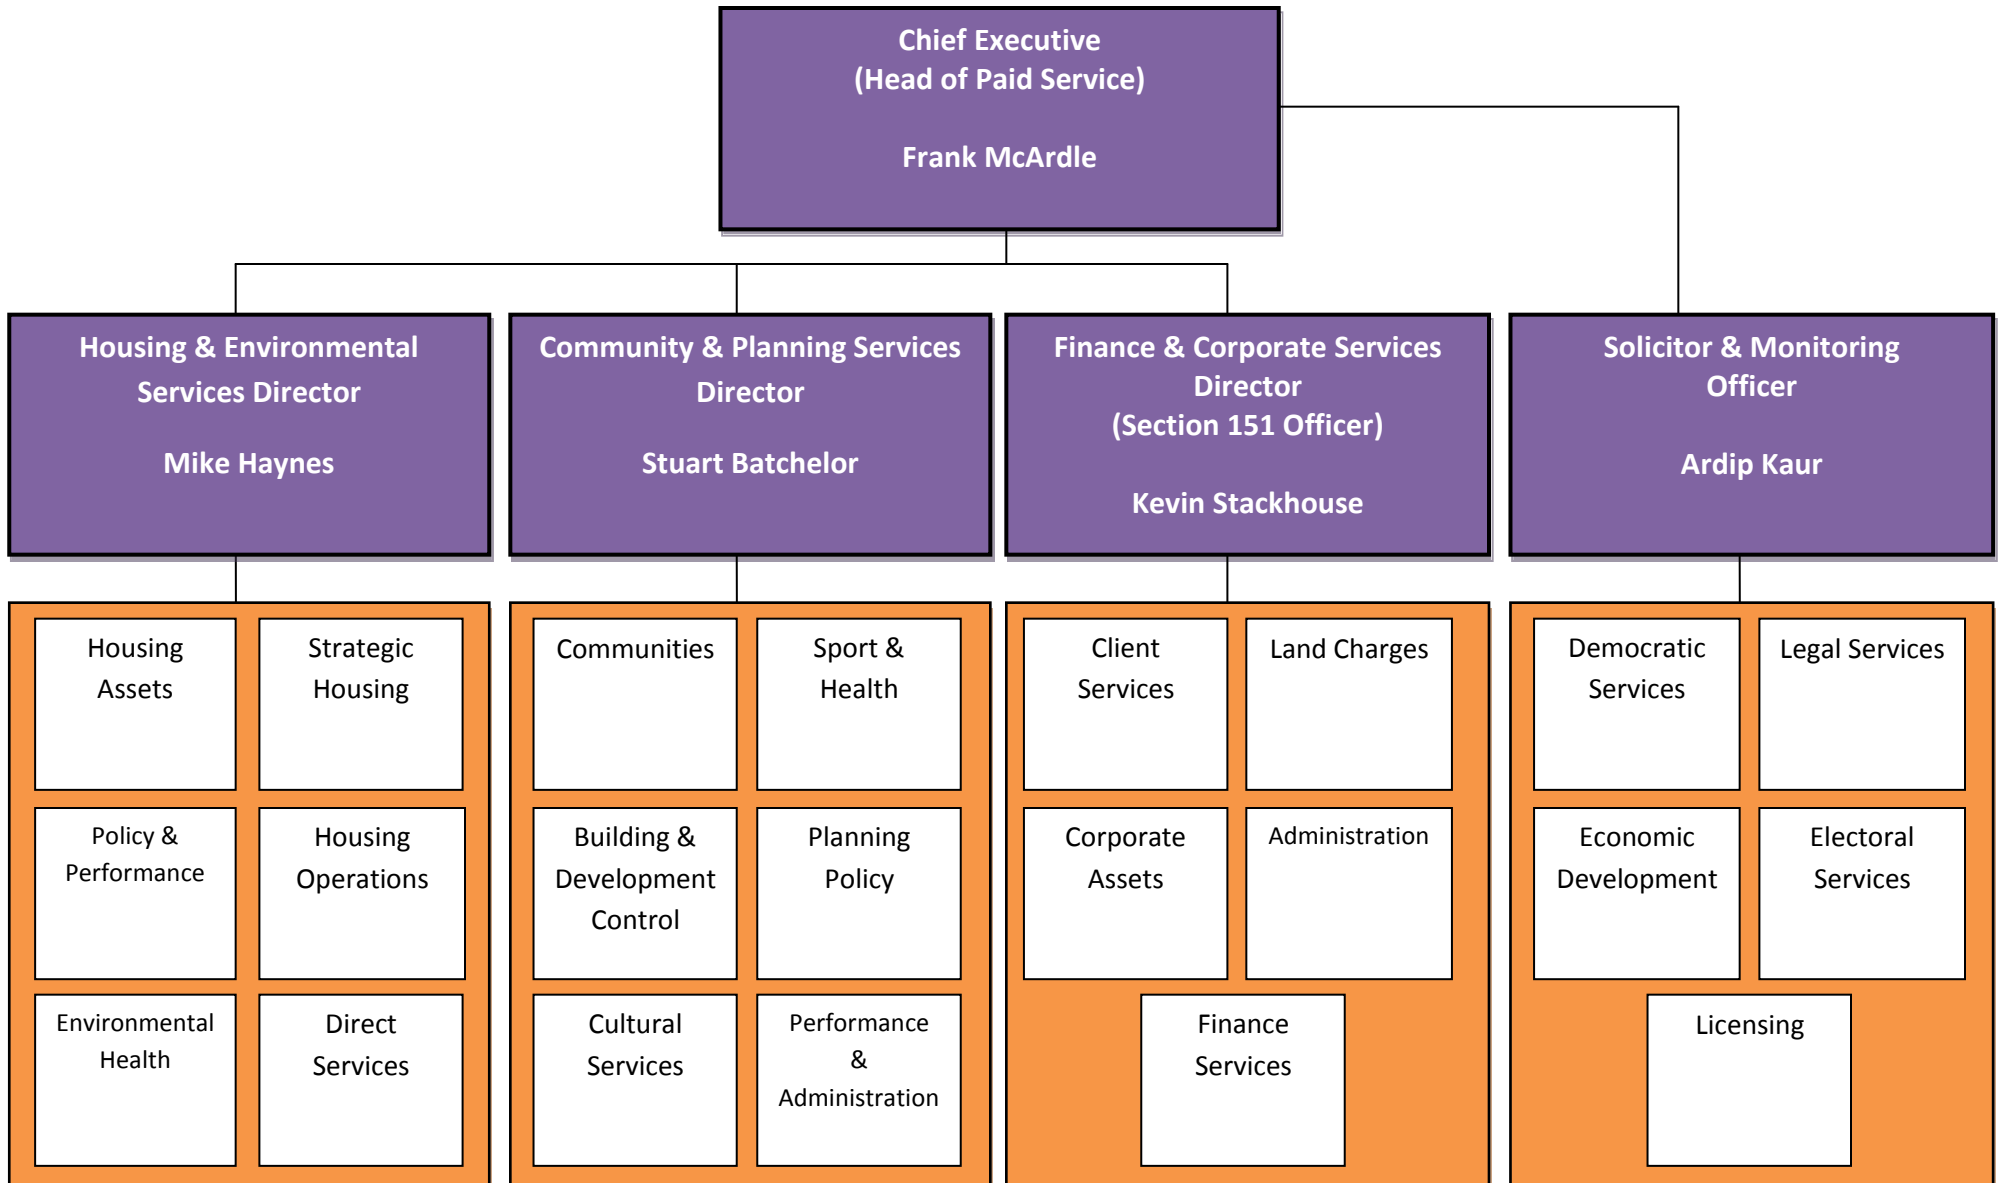 Chief Executive
(Head of Paid Service)
Frank McArdle
Housing & Environmental
Services Director
Mike Haynes
Community & Planning Services
Director
Stuart Batchelor
Finance & Corporate Services
Director
(Section 151 Officer)
Kevin Stackhouse
Solicitor & Monitoring
Officer
Ardip Kaur
Housing
Assets
Strategic
Housing
Policy &
Performance
Housing
Operations
Environmental
Health
Direct
Services
Communities
Sport &
Health
Building &
Development
Control
Planning
Policy
Cultural
Services
Performance
&
Administration
Client
Services
Land Charges
Corporate
Assets
Administration
Finance
Services
Democratic
Services
Legal Services
Economic
Development
Electoral
Services
Licensing